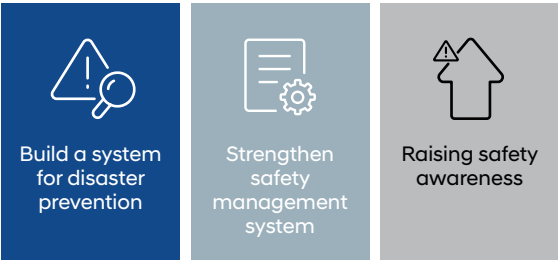 Build a system
for disaster
prevention
Strengthen
safety
management
system
Raising safety
awareness